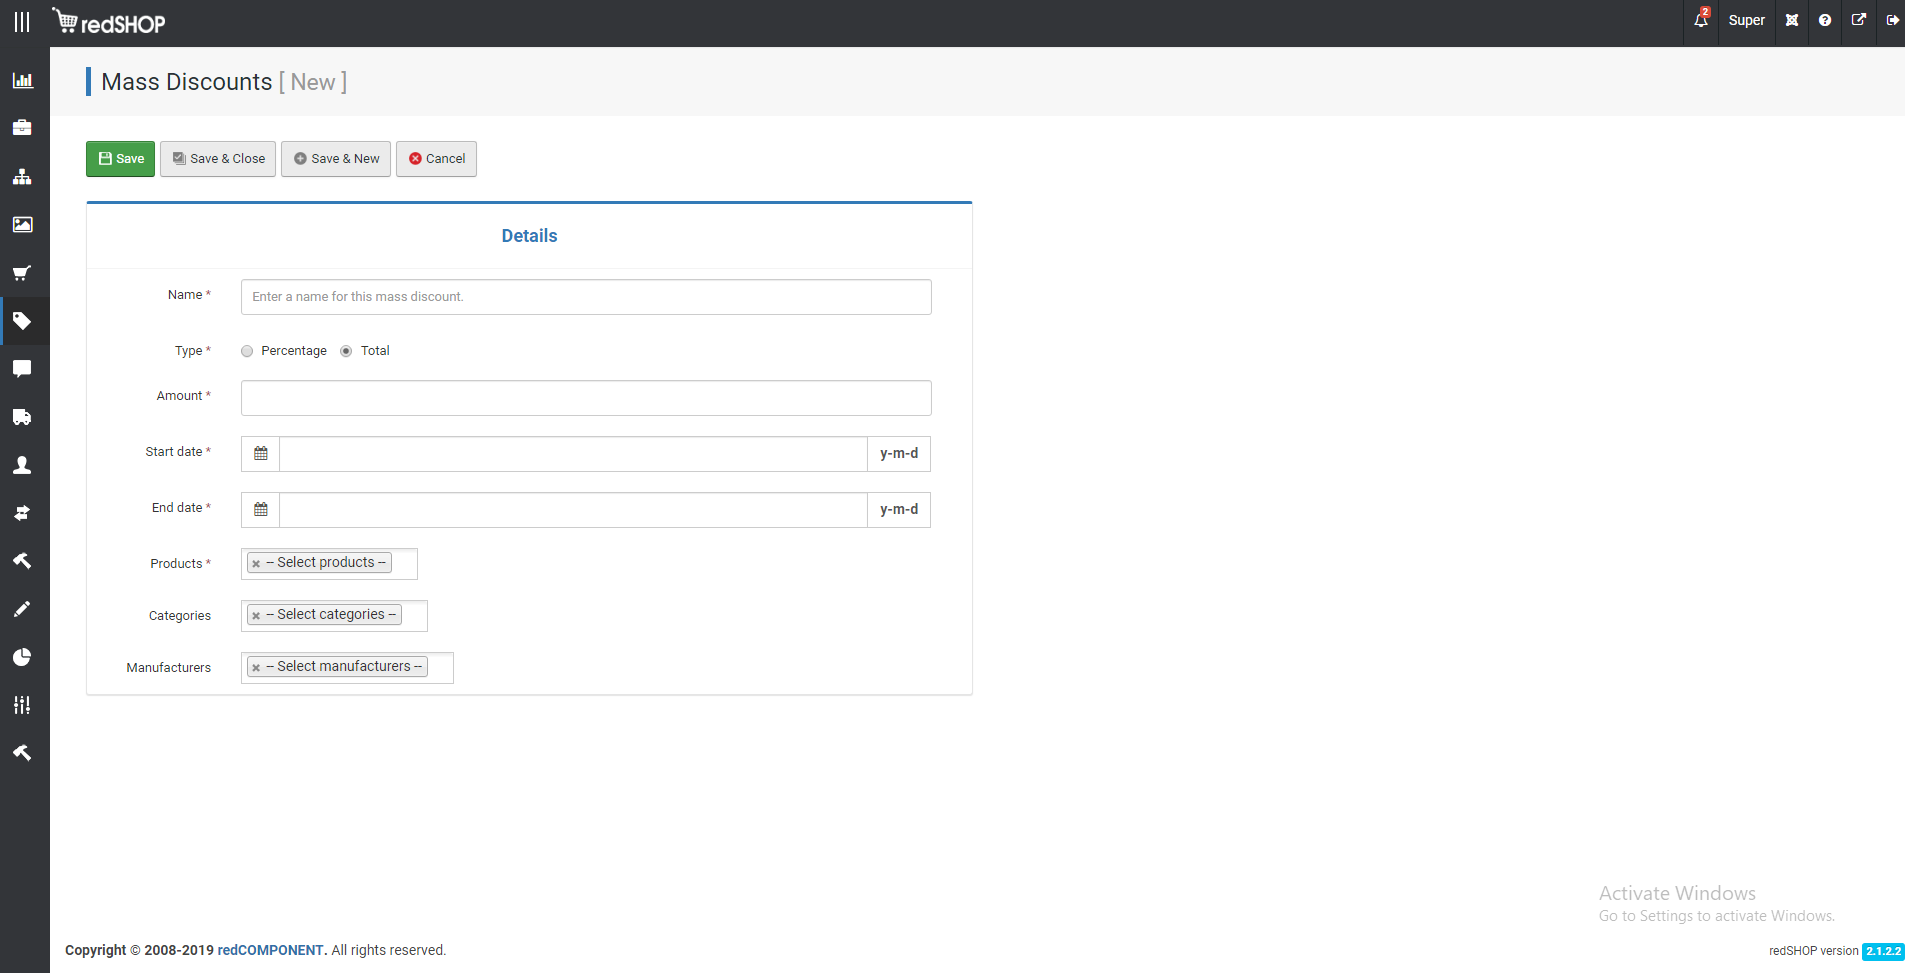 redSHOP
2
Super
Mass Discounts [ New ]
Save
Save & Close
Save & New
Cancel
Details
Name *
Enter a name for this mass discount.
Type *
Percentage
Total
Amount *
Start date *
y-m-d
End date *
y-m-d
Products *
-- Select products --
Categories
-- Select categories --
Manufacturers
-- Select manufacturers --
Activate Windows
Go to Settings to activate Windows.
Copyright © 2008-2019 redCOMPONENT. All rights reserved.
redSHOP version 2.1.2.2